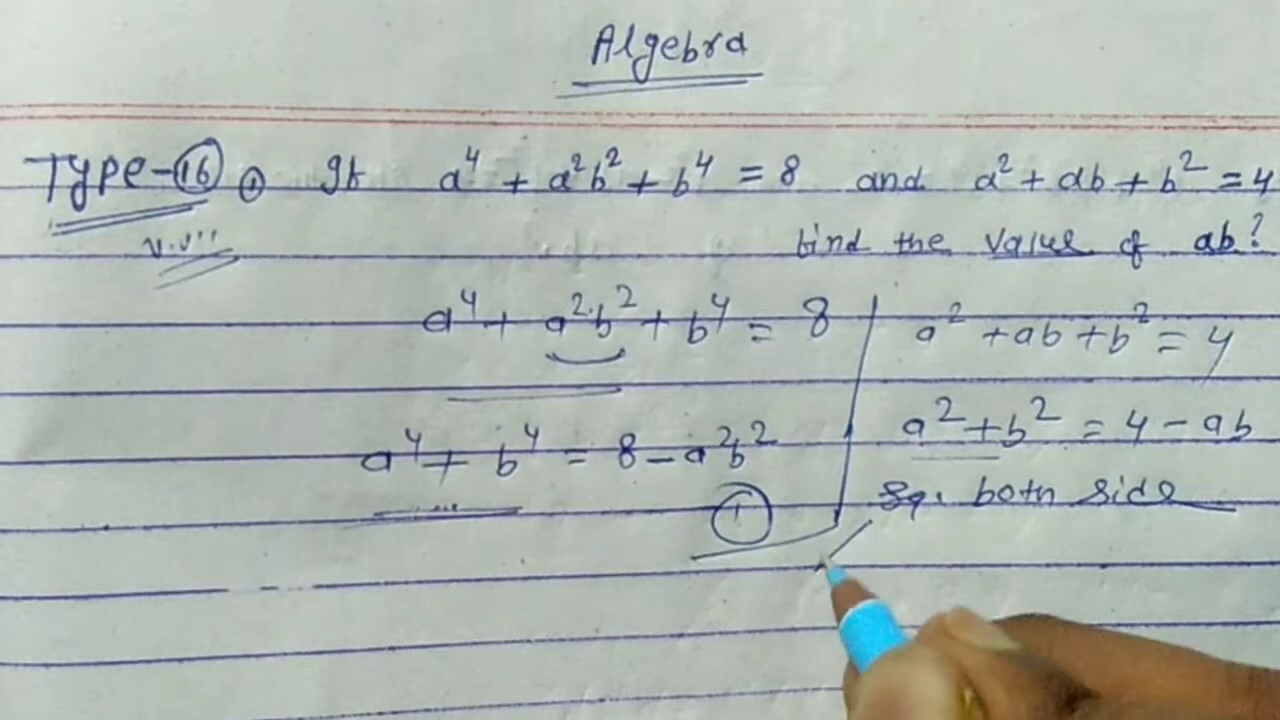 Algebra
Type-16 ① If a⁴ + a²b² + b⁴ = 8 and a² + ab + b² = 4
find the value of ab?
a⁴ + a²·b² + b⁴ = 8
a² + ab + b² = 4
a⁴ + b⁴ = 8 - a²b²
①
a² + b² = 4 - ab
Sq. both side